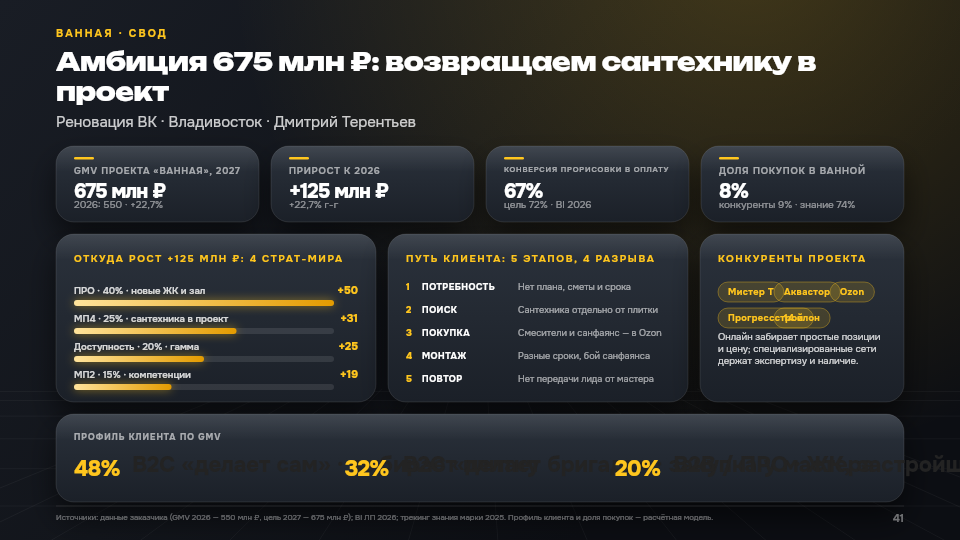 ВАННАЯ · СВОД
Амбиция 675 млн ₽: возвращаем сантехнику в
проект
Реновация ВК · Владивосток · Дмитрий Терентьев
GMV ПРОЕКТА «ВАННАЯ», 2027
675 млн ₽
2026: 550 · +22,7%
ПРИРОСТ К 2026
+125 млн ₽
+22,7% г-г
КОНВЕРСИЯ ПРОРИСОВКИ В ОПЛАТУ
67%
цель 72% · BI 2026
ДОЛЯ ПОКУПОК В ВАННОЙ
8%
конкуренты 9% · знание 74%
ОТКУДА РОСТ +125 МЛН ₽: 4 СТРАТ-МИРА
ПРО · 40% · новые ЖК и зал +50
МП4 · 25% · сантехника в проект +31
Доступность · 20% · гамма +25
МП2 · 15% · компетенции +19
ПУТЬ КЛИЕНТА: 5 ЭТАПОВ, 4 РАЗРЫВА
1 ПОТРЕБНОСТЬ Нет плана, сметы и срока
2 ПОИСК Сантехника отдельно от плитки
3 ПОКУПКА Смесители и санфаянс — в Ozon
4 МОНТАЖ Разные сроки, бой санфаянса
5 ПОВТОР Нет передачи лида от мастера
КОНКУРЕНТЫ ПРОЕКТА
Мистер Аквастор Ozon
Онлайн забирает простые позиции
и цену; специализированные сети
держат экспертизу и наличие.
ПРОФИЛЬ КЛИЕНТА ПО GMV
48% B2C «делает сам» 32% 20%
Источники: данные заказчика (GMV 2026 — 550 млн ₽, цель 2027 — 675 млн ₽); BI ЛП 2026; трекинг знания марки 2025. Профиль клиента и доля покупок — расчётная модель.
41